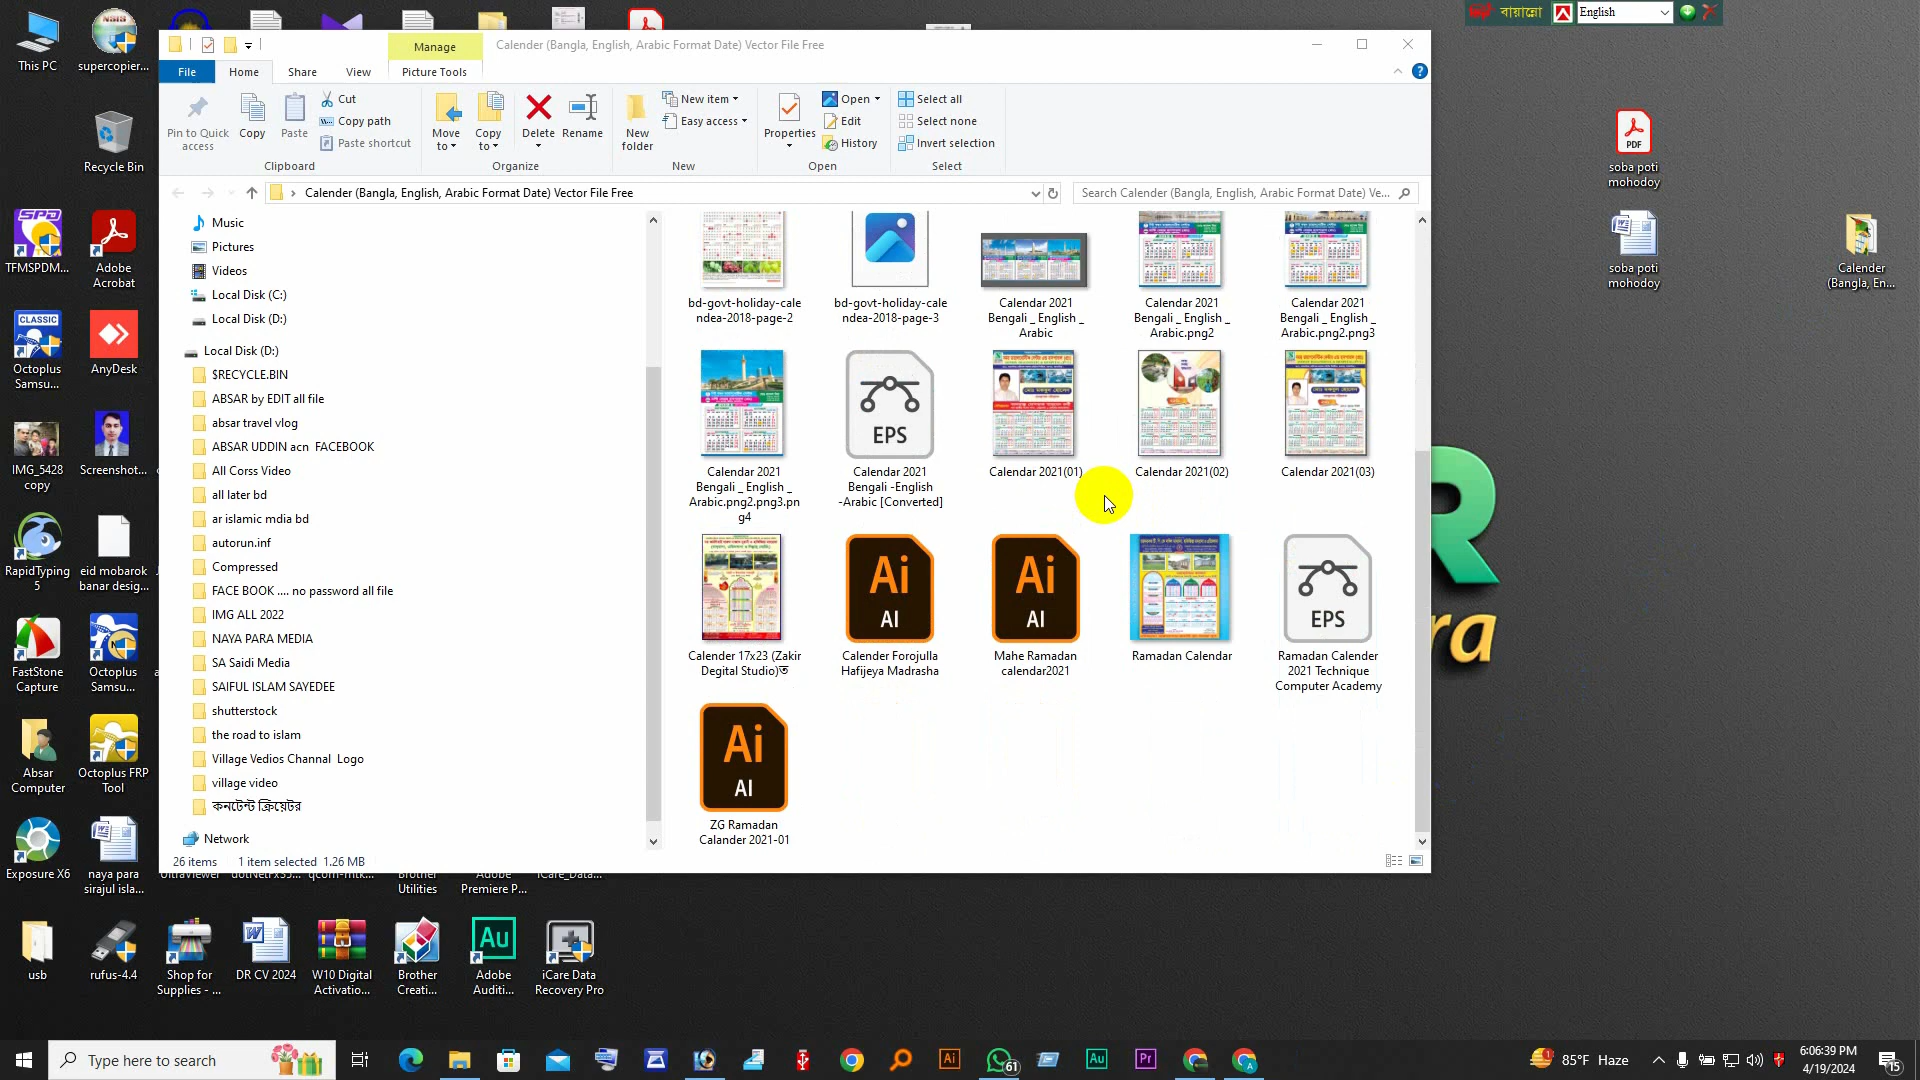 This PC
supercopier...
Recycle Bin
TFMSPDM...
Adobe
Acrobat
Octoplus
Samsu...
AnyDesk
IMG_5428
copy
Screenshot...
RapidTyping
5
eid mobarok
banar desig...
FastStone
Capture
Octoplus
Samsu...
Absar
Computer
Octoplus FRP
Tool
Exposure X6
naya para
sirajul isla...
UltraViewer
Brother
Utilities
Adobe
Premiere P...
iCare_Data...
usb
rufus-4.4
Shop for
Supplies - ...
DR CV 2024
W10 Digital
Activatio...
Brother
Creati...
Adobe
Auditi...
iCare Data
Recovery Pro
Manage
Calender (Bangla, English, Arabic Format Date) Vector File Free
File
Home
Share
View
Picture Tools
Pin to Quick
access
Copy
Paste
Cut
Copy path
Paste shortcut
Clipboard
Move
to
Copy
to
Delete
Rename
Organize
New
folder
New item
Easy access
New
Properties
Open
Edit
History
Open
Select all
Select none
Invert selection
Select
Calender (Bangla, English, Arabic Format Date) Vector File Free
Search Calender (Bangla, English, Arabic Format Date) Ve...
Music
Pictures
Videos
Local Disk (C:)
Local Disk (D:)
Local Disk (D:)
$RECYCLE.BIN
ABSAR by EDIT all file
absar travel vlog
ABSAR UDDIN acn FACEBOOK
All Corss Video
all later bd
ar islamic mdia bd
autorun.inf
Compressed
FACE BOOK .... no password all file
IMG ALL 2022
NAYA PARA MEDIA
SA Saidi Media
SAIFUL ISLAM SAYEDEE
shutterstock
the road to islam
Village Vedios Channel Logo
village video
কনটেন্ট ক্রিয়েটর
Network
bd-govt-holiday-cale
ndea-2018-page-2
bd-govt-holiday-cale
ndea-2018-page-3
Calendar 2021
Bengali _ English _
Arabic
Calendar 2021
Bengali _ English _
Arabic.png2
Calendar 2021
Bengali _ English _
Arabic.png2.png3
Calendar 2021
Bengali _ English _
Arabic.png2.png3.pn
g4
EPS
Calendar 2021
Bengali -English
-Arabic [Converted]
Calendar 2021(01)
Calendar 2021(02)
Calendar 2021(03)
Calender 17x23 (Zakir
Degital Studio)ত
Ai
AI
Calender Forojulla
Hafijeya Madrasha
Ai
AI
Mahe Ramadan
calendar2021
Ramadan Calendar
EPS
Ramadan Calender
2021 Technique
Computer Academy
Ai
AI
ZG Ramadan
Calander 2021-01
26 items
1 item selected 1.26 MB
বায়ান্নো
English
PDF
soba poti
mohodoy
soba poti
mohodoy
Calender
(Bangla, En...
R
ra
Type here to search
61
85°F Haze
6:06:39 PM
4/19/2024
15